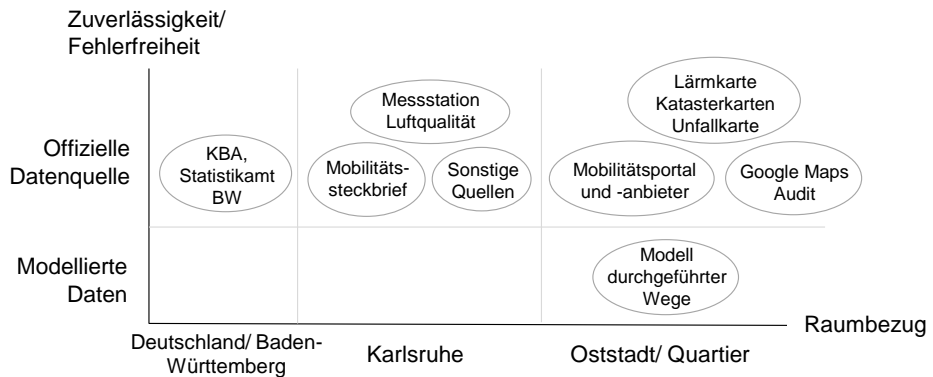 Zuverlässigkeit/
Fehlerfreiheit
Offizielle
Datenquelle
KBA,
Statistikamt
BW
Messstation
Luftqualität
Mobilitäts-
steckbrief
Sonstige
Quellen
Lärmkarte
Katasterkarten
Unfallkarte
Mobilitätsportal
und -anbieter
Google Maps
Audit
Modellierte
Daten
Modell
durchgeführter
Wege
Raumbezug
Deutschland/ Baden-
Württemberg
Karlsruhe
Oststadt/ Quartier